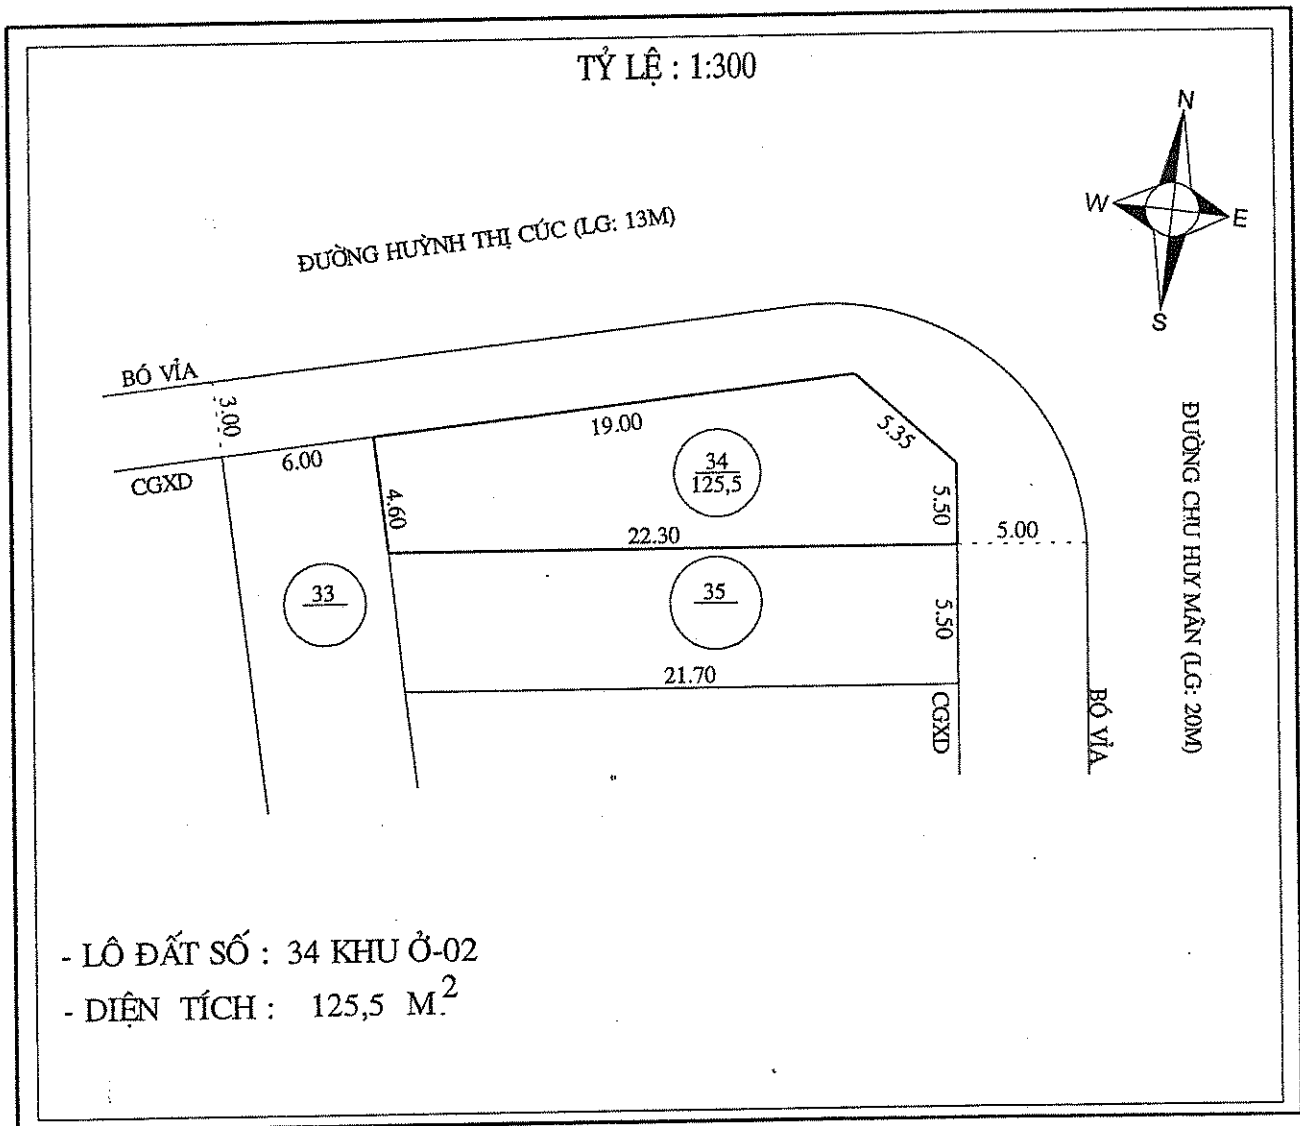 TỶ LỆ : 1:300
N
W
E
S
ĐƯỜNG HUỲNH THỊ CÚC (LG: 13M)
BÓ VỈA
3.00
CGXD
6.00
19.00
5.35
34
125,5
4.60
5.50
22.30
5.00
ĐƯỜNG CHU HUY MÂN (LG: 20M)
33
35
5.50
21.70
CGXD
BÓ VỈA
- LÔ ĐẤT SỐ : 34 KHU Ở-02
- DIỆN TÍCH : 125,5 M.²